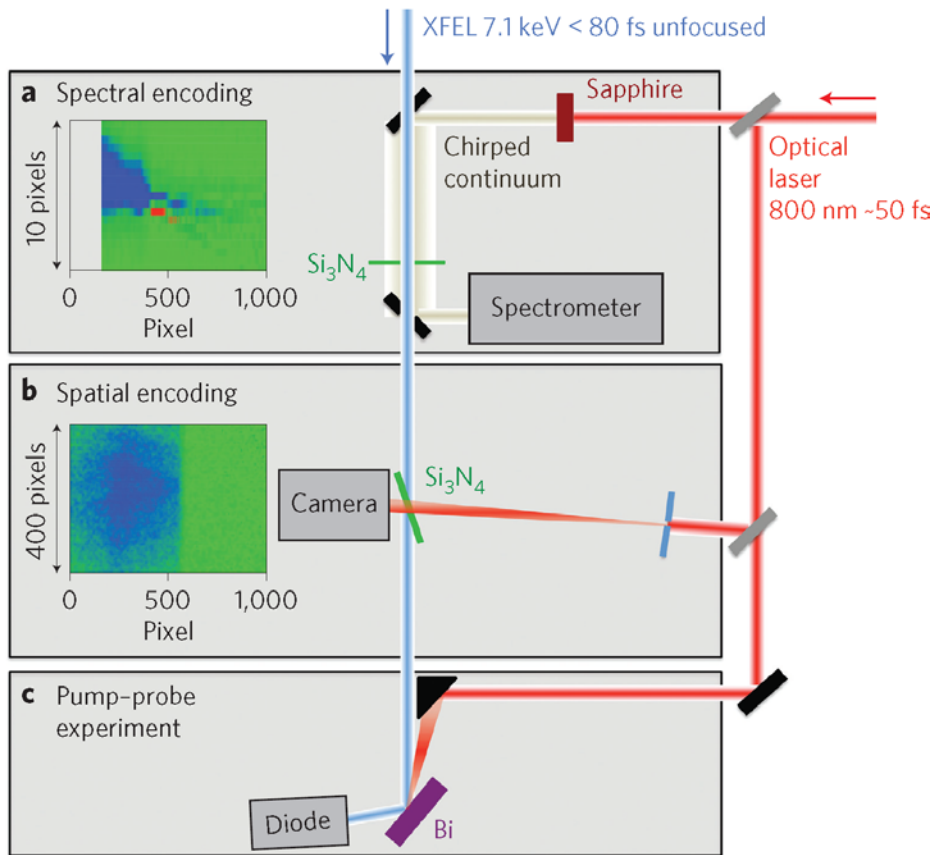 XFEL 7.1 keV < 80 fs unfocused
a Spectral encoding
Sapphire
Chirped
continuum
Optical
laser
800 nm ~50 fs
10 pixels
Si₃N₄
Spectrometer
0 500 1,000
Pixel
b Spatial encoding
400 pixels
Camera
Si₃N₄
0 500 1,000
Pixel
c Pump–probe
experiment
Diode
Bi